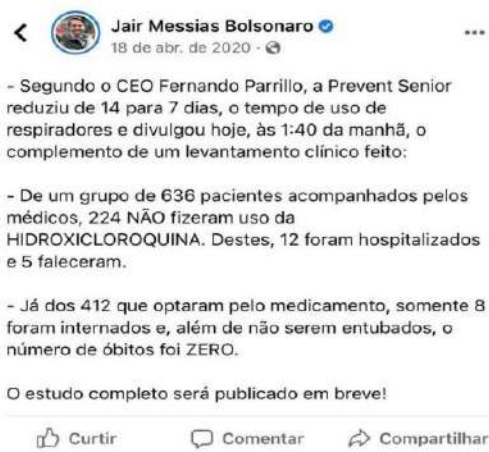 Jair Messias Bolsonaro
18 de abr. de 2020 ·
- Segundo o CEO Fernando Parrillo, a Prevent Senior
reduziu de 14 para 7 dias, o tempo de uso de
respiradores e divulgou hoje, às 1:40 da manhã, o
complemento de um levantamento clínico feito:
- De um grupo de 636 pacientes acompanhados pelos
médicos, 224 NÃO fizeram uso da
HIDROXICLOROQUINA. Destes, 12 foram hospitalizados
e 5 faleceram.
- Já dos 412 que optaram pelo medicamento, somente 8
foram internados e, além de não serem entubados, o
número de óbitos foi ZERO.
O estudo completo será publicado em breve!
Curtir Comentar Compartilhar